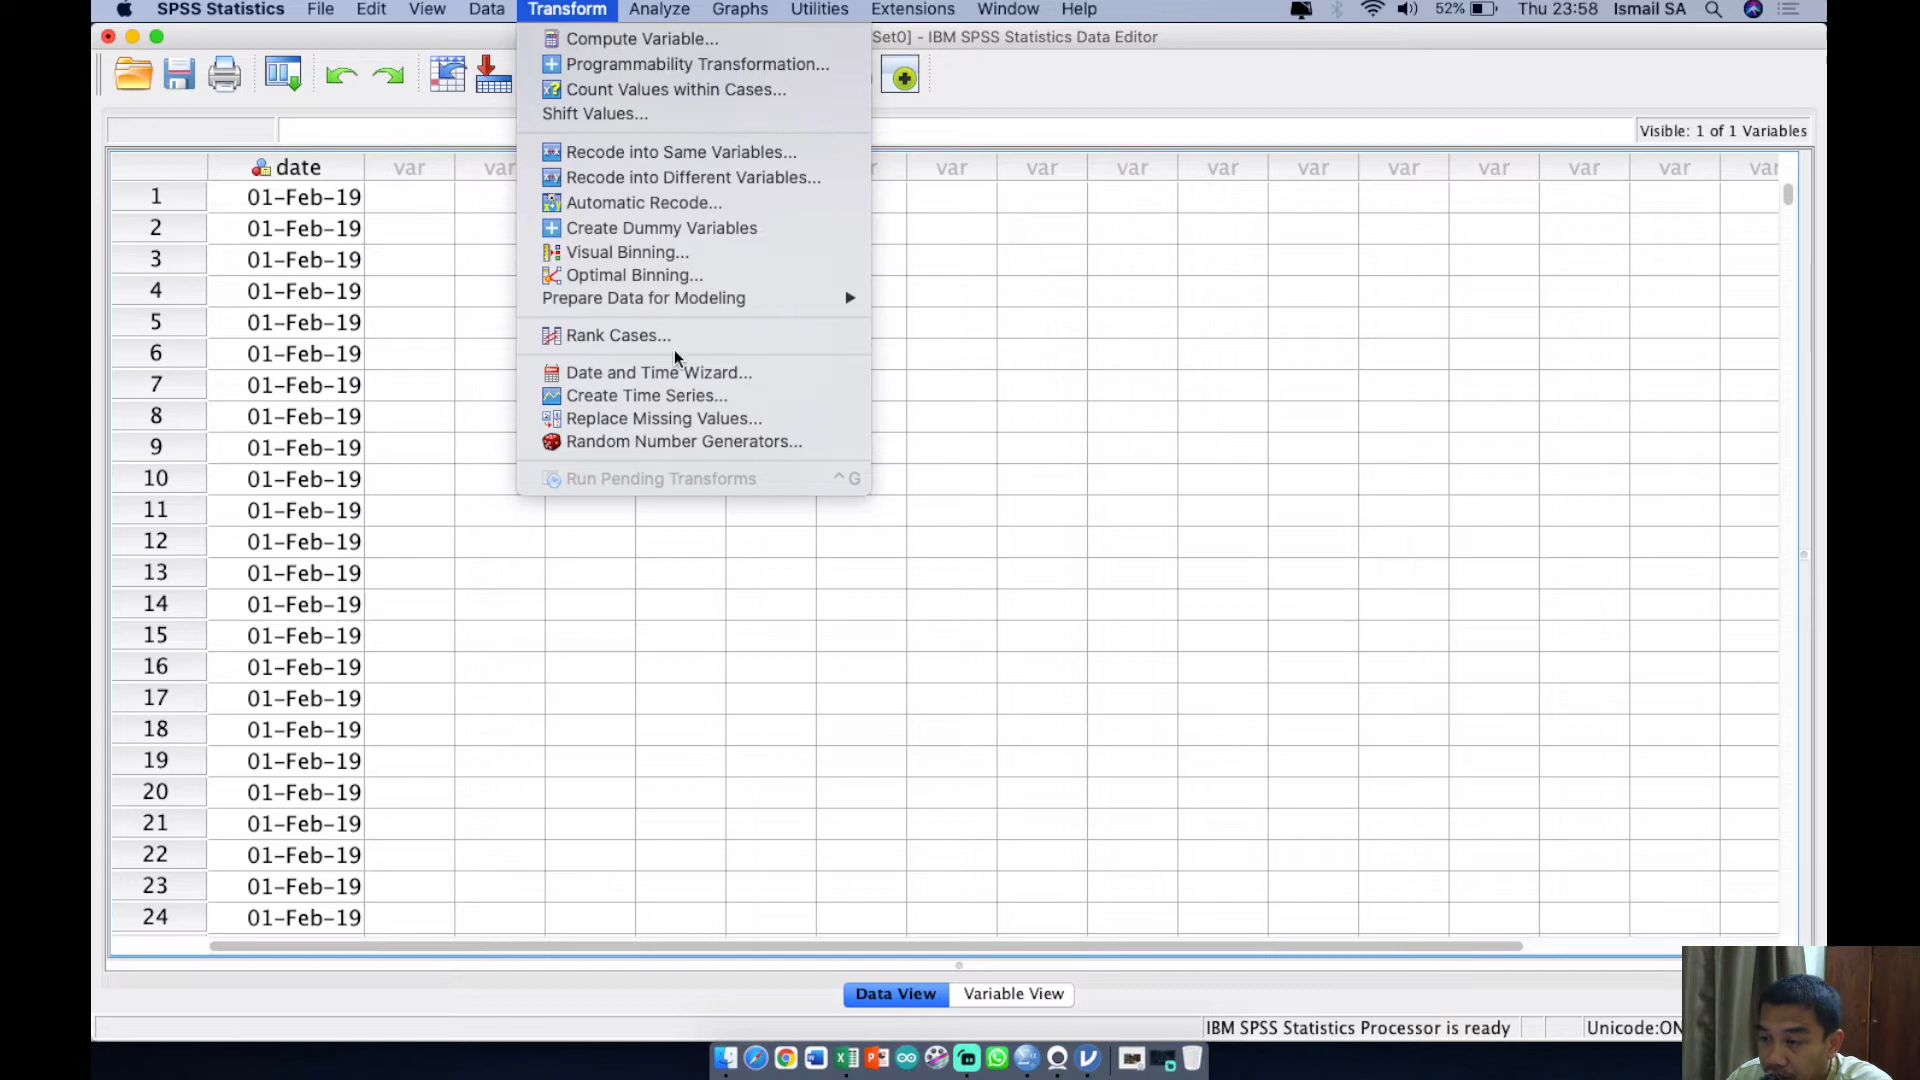 SPSS Statistics File Edit View Data Transform Analyze Graphs Utilities Extensions Window Help 52% Thu 23:58 Ismail SA
Set0] - IBM SPSS Statistics Data Editor
Compute Variable...
Programmability Transformation...
Count Values within Cases...
Shift Values...
Visible: 1 of 1 Variables
Recode into Same Variables...
Recode into Different Variables...
Automatic Recode...
Create Dummy Variables
Visual Binning...
Optimal Binning...
Prepare Data for Modeling
Rank Cases...
Date and Time Wizard...
Create Time Series...
Replace Missing Values...
Random Number Generators...
Run Pending Transforms ^ G
date var var var var var var var var var var var var
1 01-Feb-19
2 01-Feb-19
3 01-Feb-19
4 01-Feb-19
5 01-Feb-19
6 01-Feb-19
7 01-Feb-19
8 01-Feb-19
9 01-Feb-19
10 01-Feb-19
11 01-Feb-19
12 01-Feb-19
13 01-Feb-19
14 01-Feb-19
15 01-Feb-19
16 01-Feb-19
17 01-Feb-19
18 01-Feb-19
19 01-Feb-19
20 01-Feb-19
21 01-Feb-19
22 01-Feb-19
23 01-Feb-19
24 01-Feb-19
Data View Variable View
IBM SPSS Statistics Processor is ready Unicode:ON